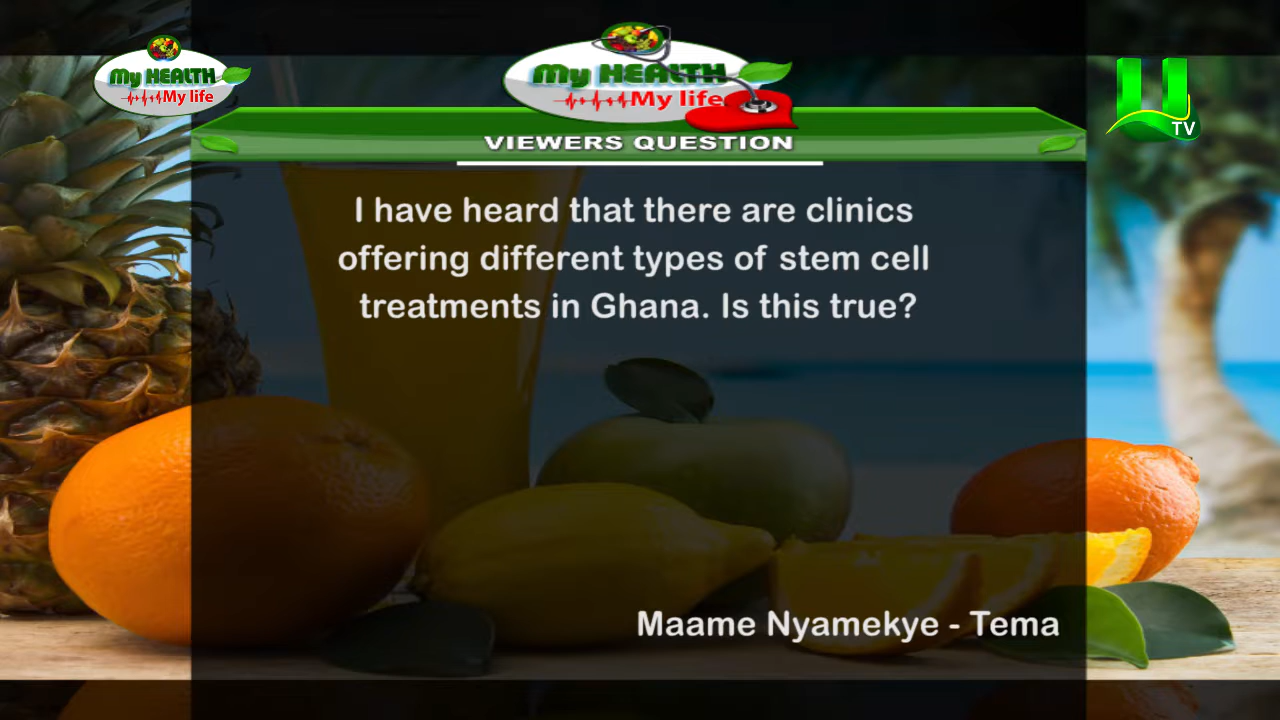 My HEALTH
My life
My HEALTH
My life
U
TV
VIEWERS QUESTION
I have heard that there are clinics
offering different types of stem cell
treatments in Ghana. Is this true?
Maame Nyamekye - Tema